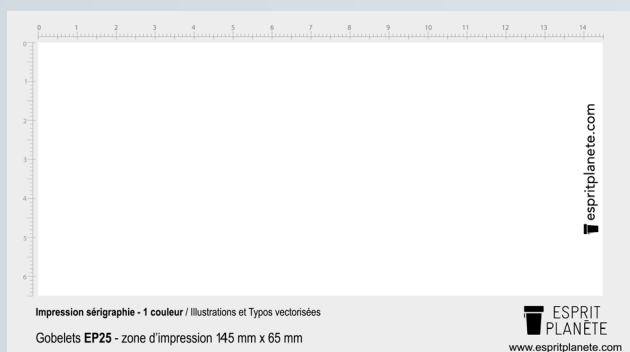 0 1 2 3 4 5 6 7 8 9 10 11 12 13 14
0
1
2
3
4
5
6
espritplanete.com
Impression sérigraphie - 1 couleur / Illustrations et Typos vectorisées
Gobelets EP25 - zone d'impression 145 mm x 65 mm
ESPRIT
PLANÈTE
www.espritplanete.com